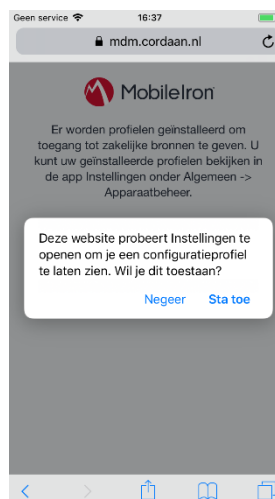 Geen service 16:37
mdm.cordaan.nl
MobileIron
Er worden profielen geïnstalleerd om
toegang tot zakelijke bronnen te geven. U
kunt uw geïnstalleerde profielen bekijken in
de app Instellingen onder Algemeen ->
Apparaatbeheer.
Deze website probeert Instellingen te
openen om je een configuratieprofiel
te laten zien. Wil je dit toestaan?
Negeer Sta toe